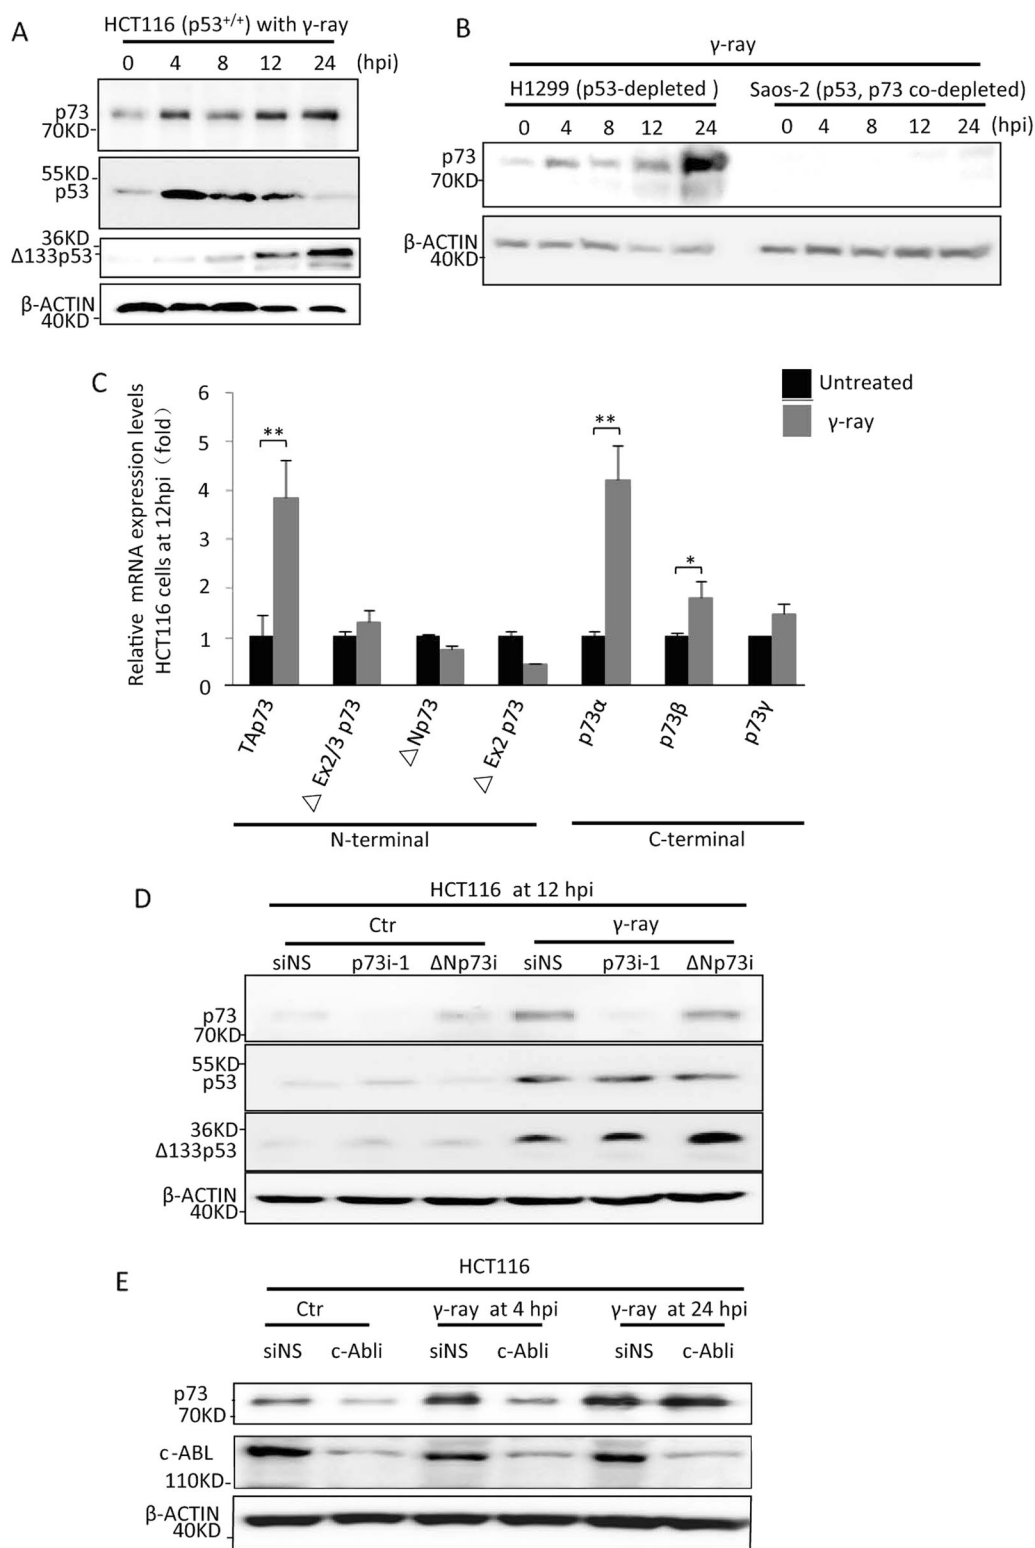 A
HCT116 (p53+/+) with γ-ray
0 4 8 12 24 (hpi)
p73
70KD
55KD
p53
36KD
Δ133p53
β-ACTIN
40KD
B
γ-ray
H1299 (p53-depleted )
Saos-2 (p53, p73 co-depleted)
0 4 8 12 24
0 4 8 12 24 (hpi)
p73
70KD
β-ACTIN
40KD
C
Relative mRNA expression levels
HCT116 cells at 12hpi (fold)
6
5
4
3
2
1
0
**
**
*
Untreated
γ-ray
TAp73
△ Ex2/3 p73
△Np73
△ Ex2 p73
p73α
p73β
p73γ
N-terminal
C-terminal
D
HCT116 at 12 hpi
Ctr
γ-ray
siNS p73i-1 ΔNp73i siNS p73i-1 ΔNp73i
p73
70KD
55KD
p53
36KD
Δ133p53
β-ACTIN
40KD
E
HCT116
Ctr
γ-ray at 4 hpi
γ-ray at 24 hpi
siNS c-Abli siNS c-Abli siNS c-Abli
p73
70KD
c-ABL
110KD
β-ACTIN
40KD